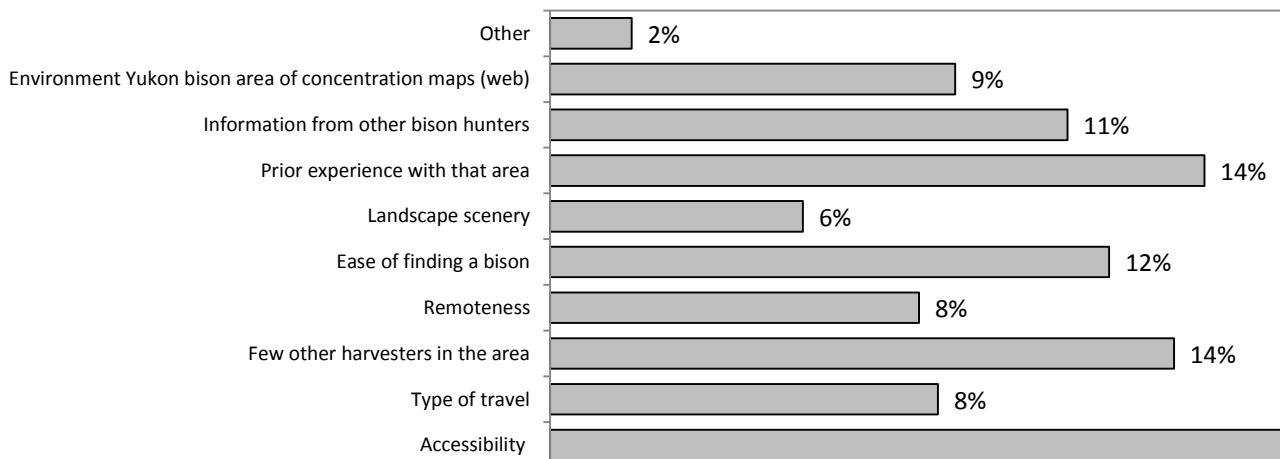 Other 2%
Environment Yukon bison area of concentration maps (web) 9%
Information from other bison hunters 11%
Prior experience with that area 14%
Landscape scenery 6%
Ease of finding a bison 12%
Remoteness 8%
Few other harvesters in the area 14%
Type of travel 8%
Accessibility